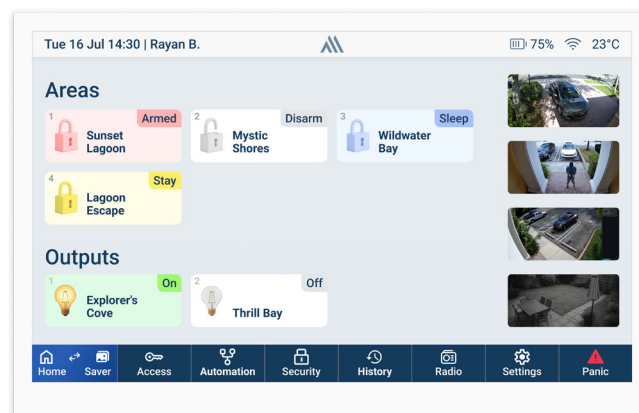 Tue 16 Jul 14:30 | Rayan B.
75% 23°C
Areas
1 Armed
Sunset
Lagoon
2 Disarm
Mystic
Shores
3 Sleep
Wildwater
Bay
4 Stay
Lagoon
Escape
Outputs
1 On
Explorer's
Cove
2 Off
Thrill Bay
Home Saver Access Automation Security History Radio Settings Panic